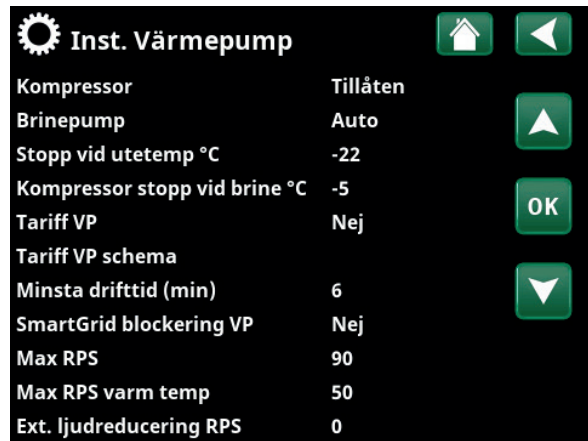 Inst. Värmepump
Kompressor Tillåten
Brinepump Auto
Stopp vid utetemp °C -22
Kompressor stopp vid brine °C -5
OK
Tariff VP Nej
Tariff VP schema
Minsta drifttid (min) 6
SmartGrid blockering VP Nej
Max RPS 90
Max RPS varm temp 50
Ext. ljudreducering RPS 0